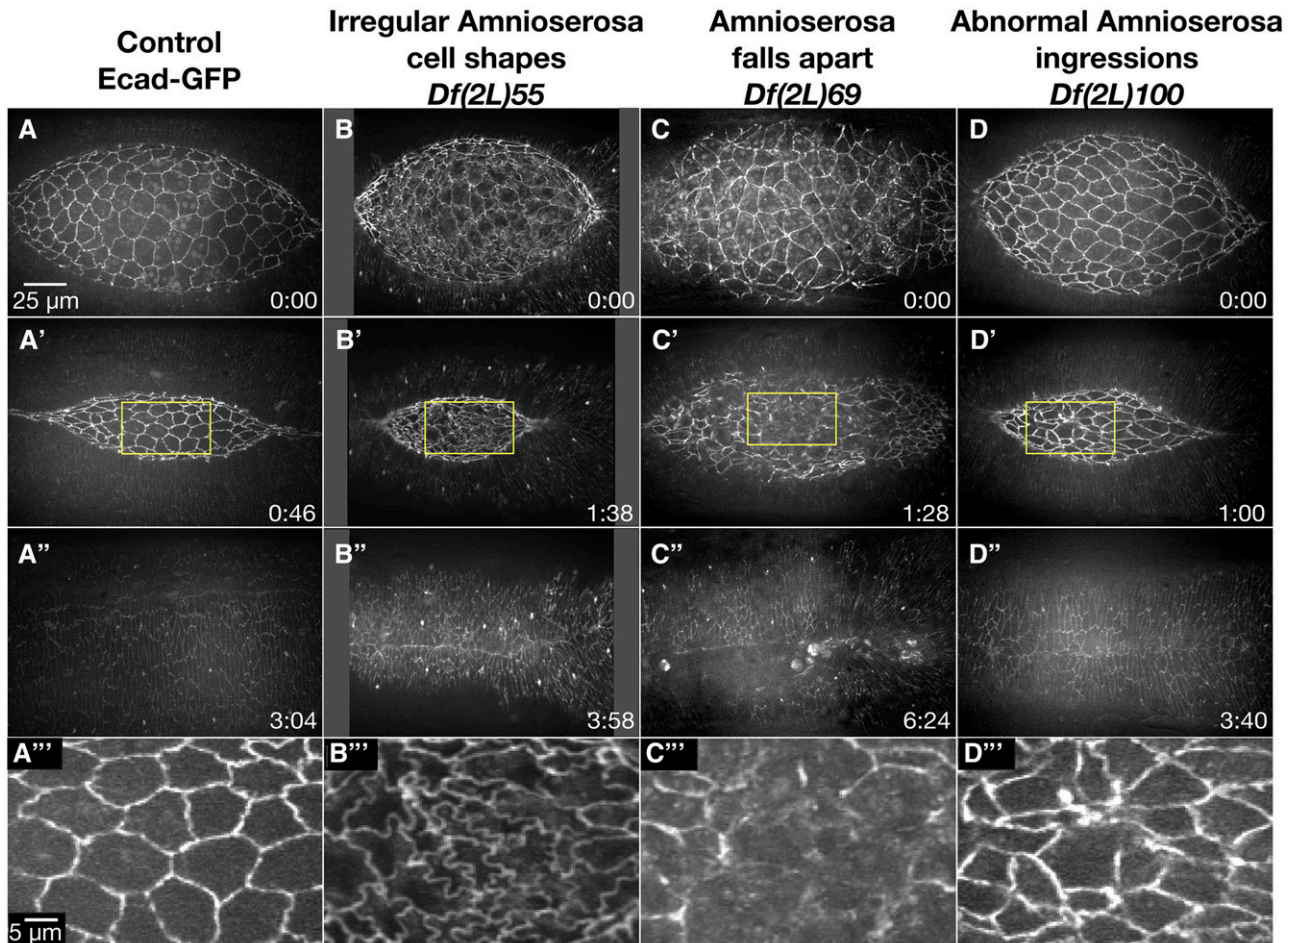 Control
Ecad-GFP
Irregular Amnioserosa
cell shapes
Df(2L)55
Amnioserosa
falls apart
Df(2L)69
Abnormal Amnioserosa
ingressions
Df(2L)100
A
25 µm
0:00
B
0:00
C
0:00
D
0:00
A’
0:46
B’
1:38
C’
1:28
D’
1:00
A”
3:04
B”
3:58
C”
6:24
D”
3:40
A”’
5 µm
B”’
C”’
D”’